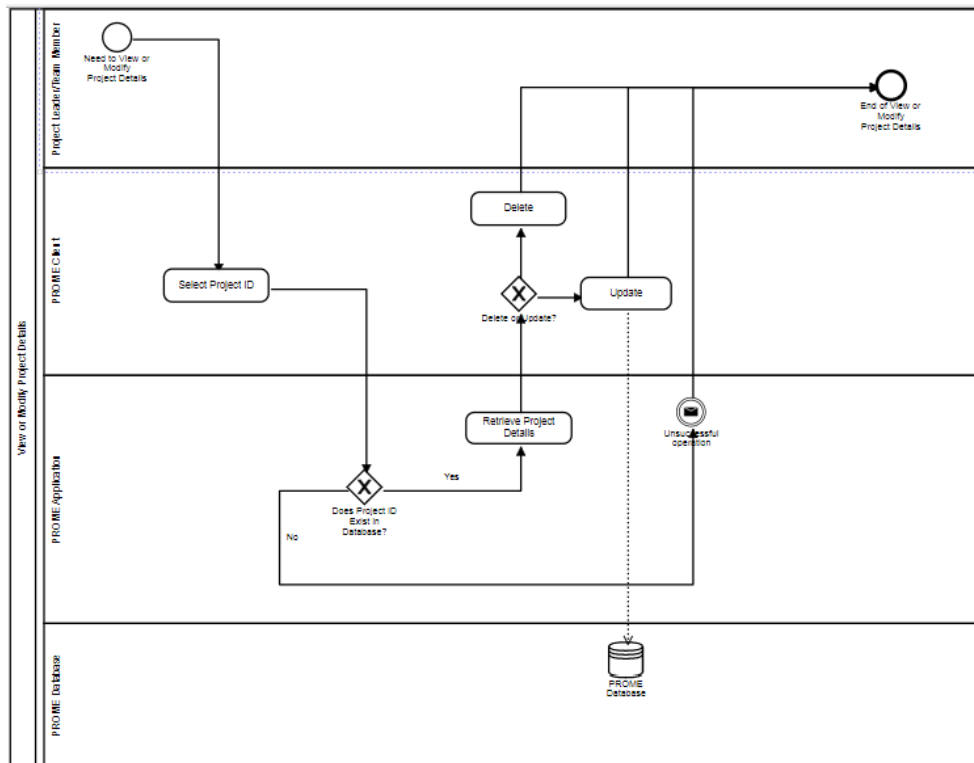 View or Modify Project Details
Project Leader/Team Member
Need to View or
Modify
Project Details
End of View or
Modify
Project Details
PROME Client
Delete
Select Project ID
Delete or Update?
Update
PROME Application
Retrieve Project
Details
Unsuccessful
operation
Yes
Does Project ID
Exist in
Database?
No
PROME Database
PROME
Database